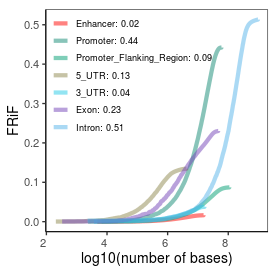 Enhancer: 0.02
Promoter: 0.44
Promoter_Flanking_Region: 0.09
5_UTR: 0.13
3_UTR: 0.04
Exon: 0.23
Intron: 0.51
0.5
0.4
0.3
0.2
0.1
0.0
FRiF
2 4 6 8
log10(number of bases)